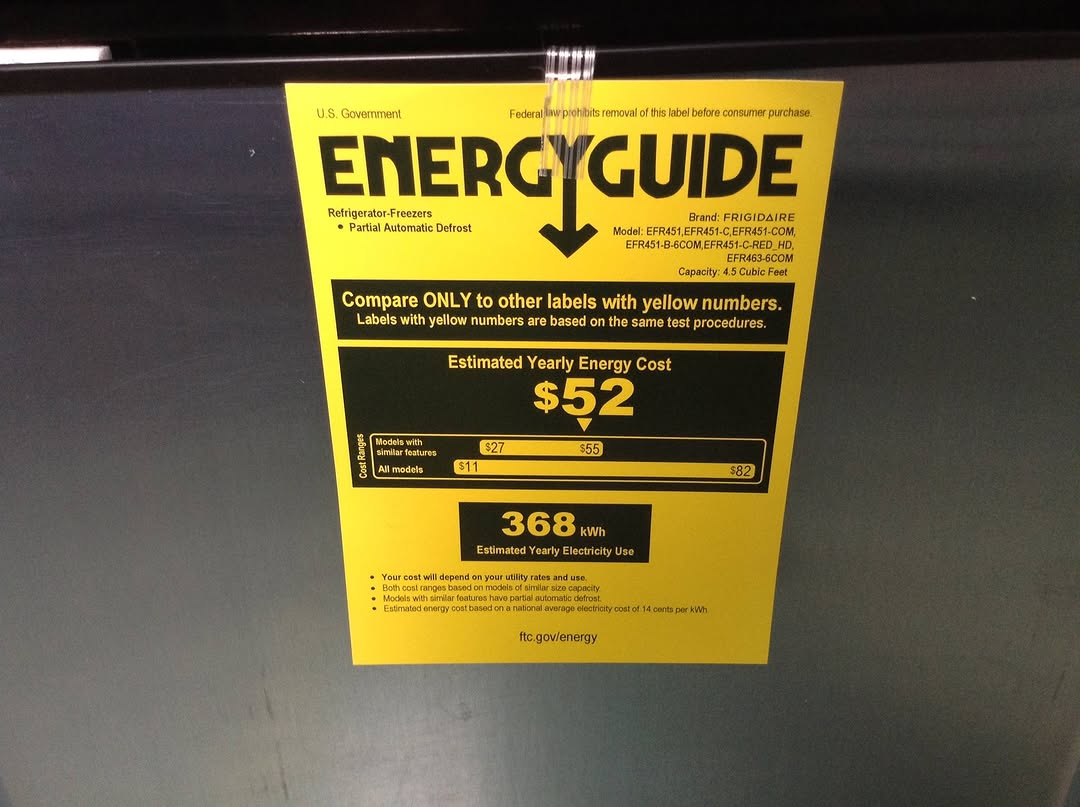 U.S. Government
Federal law prohibits removal of this label before consumer purchase.
ENERGYGUIDE
Refrigerator-Freezers
• Partial Automatic Defrost
Brand: FRIGIDAIRE
Model: EFR451,EFR451-C,EFR451-COM,
EFR451-B-6COM,EFR451-C-RED_HD,
EFR463-6COM
Capacity: 4.5 Cubic Feet
Compare ONLY to other labels with yellow numbers.
Labels with yellow numbers are based on the same test procedures.
Estimated Yearly Energy Cost
$52
Cost Ranges
Models with
similar features
$27 $55
All models
$11 $82
368 kWh
Estimated Yearly Electricity Use
• Your cost will depend on your utility rates and use.
• Both cost ranges based on models of similar size capacity
• Models with similar features have partial automatic defrost.
• Estimated energy cost based on a national average electricity cost of 14 cents per kWh.
ftc.gov/energy